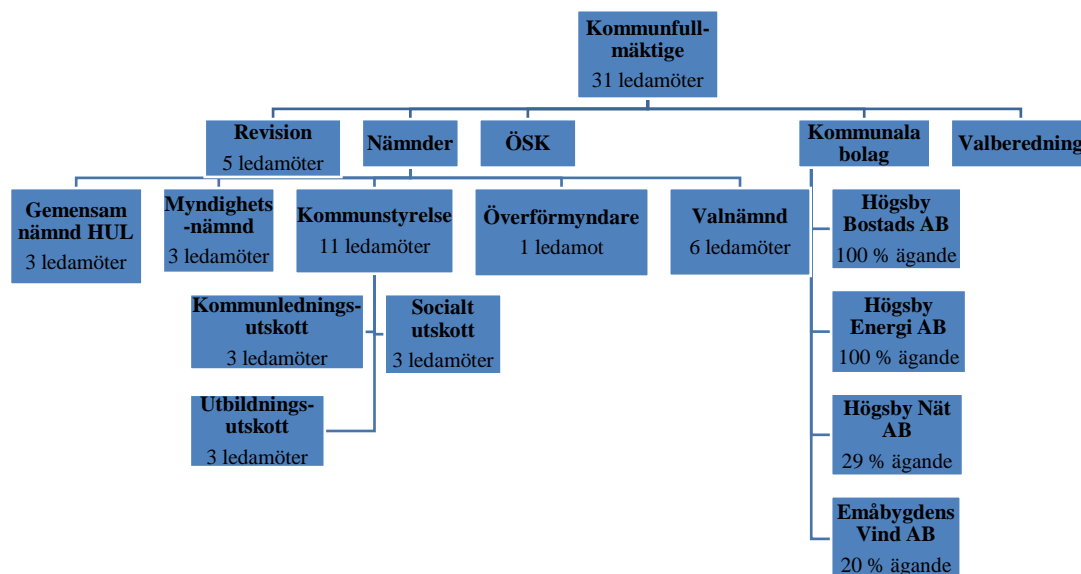 Kommunfull-
mäktige
31 ledamöter
Revision
5 ledamöter
Nämnder
ÖSK
Kommunala
bolag
Valberedning
Gemensam
nämnd HUL
3 ledamöter
Myndighets
-nämnd
3 ledamöter
Kommunstyrelse
11 ledamöter
Överförmyndare
1 ledamot
Valnämnd
6 ledamöter
Högsby
Bostads AB
100 % ägande
Kommunlednings-
utskott
3 ledamöter
Socialt
utskott
3 ledamöter
Högsby
Energi AB
100 % ägande
Utbildnings-
utskott
3 ledamöter
Högsby Nät
AB
29 % ägande
Emåbygdens
Vind AB
20 % ägande